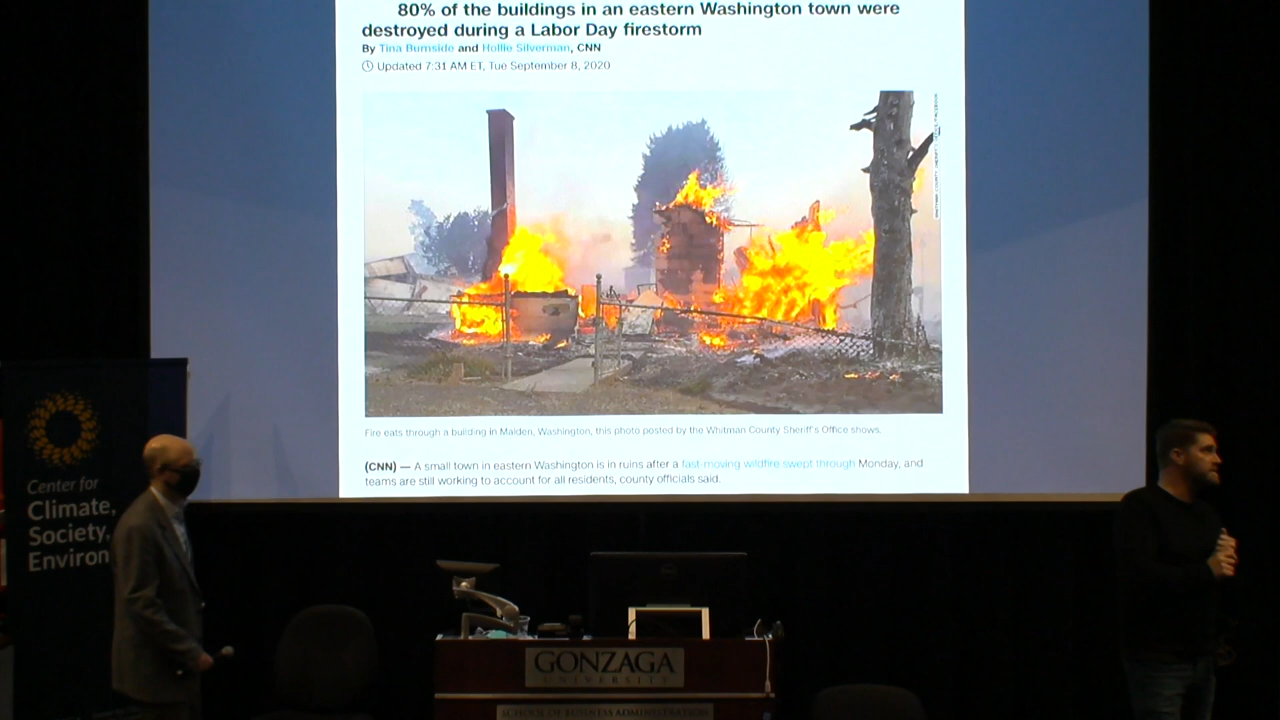 80% of the buildings in an eastern Washington town were
destroyed during a Labor Day firestorm
By Tina Burnside and Hollie Silverman, CNN
Updated 7:31 AM ET, Tue September 8, 2020
Fire eats through a building in Malden, Washington, this photo posted by the Whitman County Sheriff's Office shows.
(CNN) — A small town in eastern Washington is in ruins after a fast-moving wildfire swept through Monday, and
teams are still working to account for all residents, county officials said.
Center for
Climate,
Society,
Environ
GONZAGA
UNIVERSITY
SCHOOL OF BUSINESS ADMINISTRATION